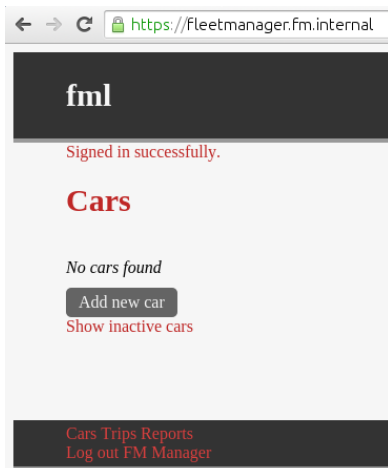 https://fleetmanager.fm.internal
fml
Signed in successfully.
Cars
No cars found
Add new car
Show inactive cars
Cars Trips Reports
Log out FM Manager